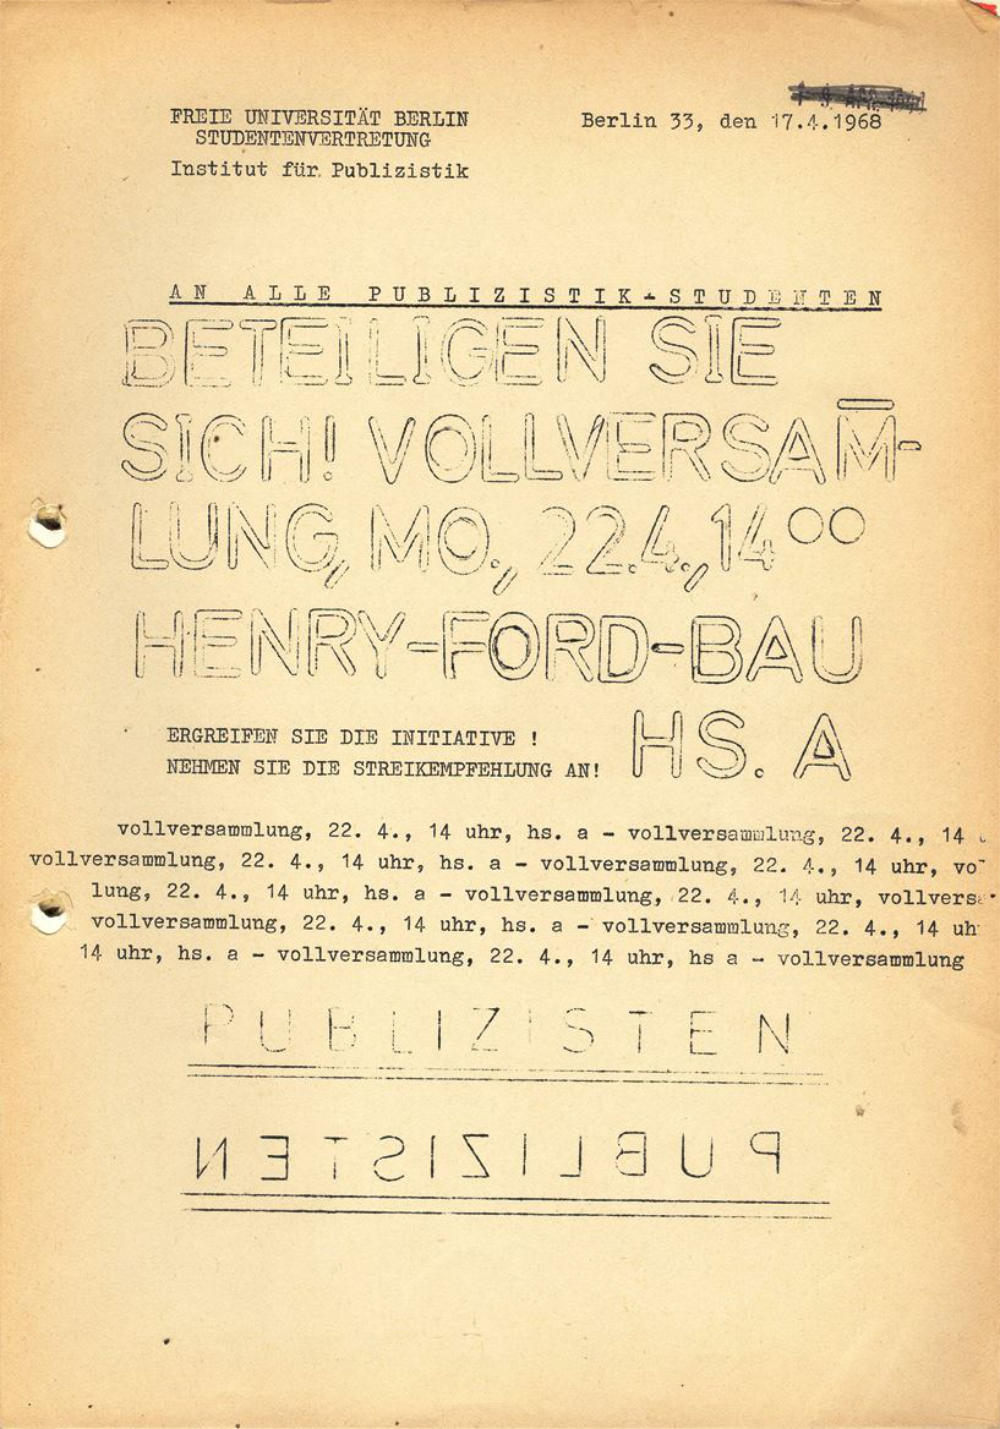 FREIE UNIVERSITÄT BERLIN
STUDENTENVERTRETUNG
Institut für Publizistik
Berlin 33, den 17.4.1968
AN ALLE PUBLIZISTIK-STUDENTEN
BETEILIGEN SIE
SICH! VOLLVERSAM̅-
LUNG, MO., 22.4., 14⁰⁰
HENRY-FORD-BAU
HS. A
ERGREIFEN SIE DIE INITIATIVE !
NEHMEN SIE DIE STREIKEMPFEHLUNG AN!
vollversammlung, 22. 4., 14 uhr, hs. a - vollversammlung, 22. 4., 14
vollversammlung, 22. 4., 14 uhr, hs. a - vollversammlung, 22. 4., 14 uhr, vo
lung, 22. 4., 14 uhr, hs. a - vollversammlung, 22. 4., 14 uhr, vollvers
vollversammlung, 22. 4., 14 uhr, hs. a - vollversammlung, 22. 4., 14 uh
14 uhr, hs. a - vollversammlung, 22. 4., 14 uhr, hs a - vollversammlung
PUBLIZISTEN
PUBLIZISTEN